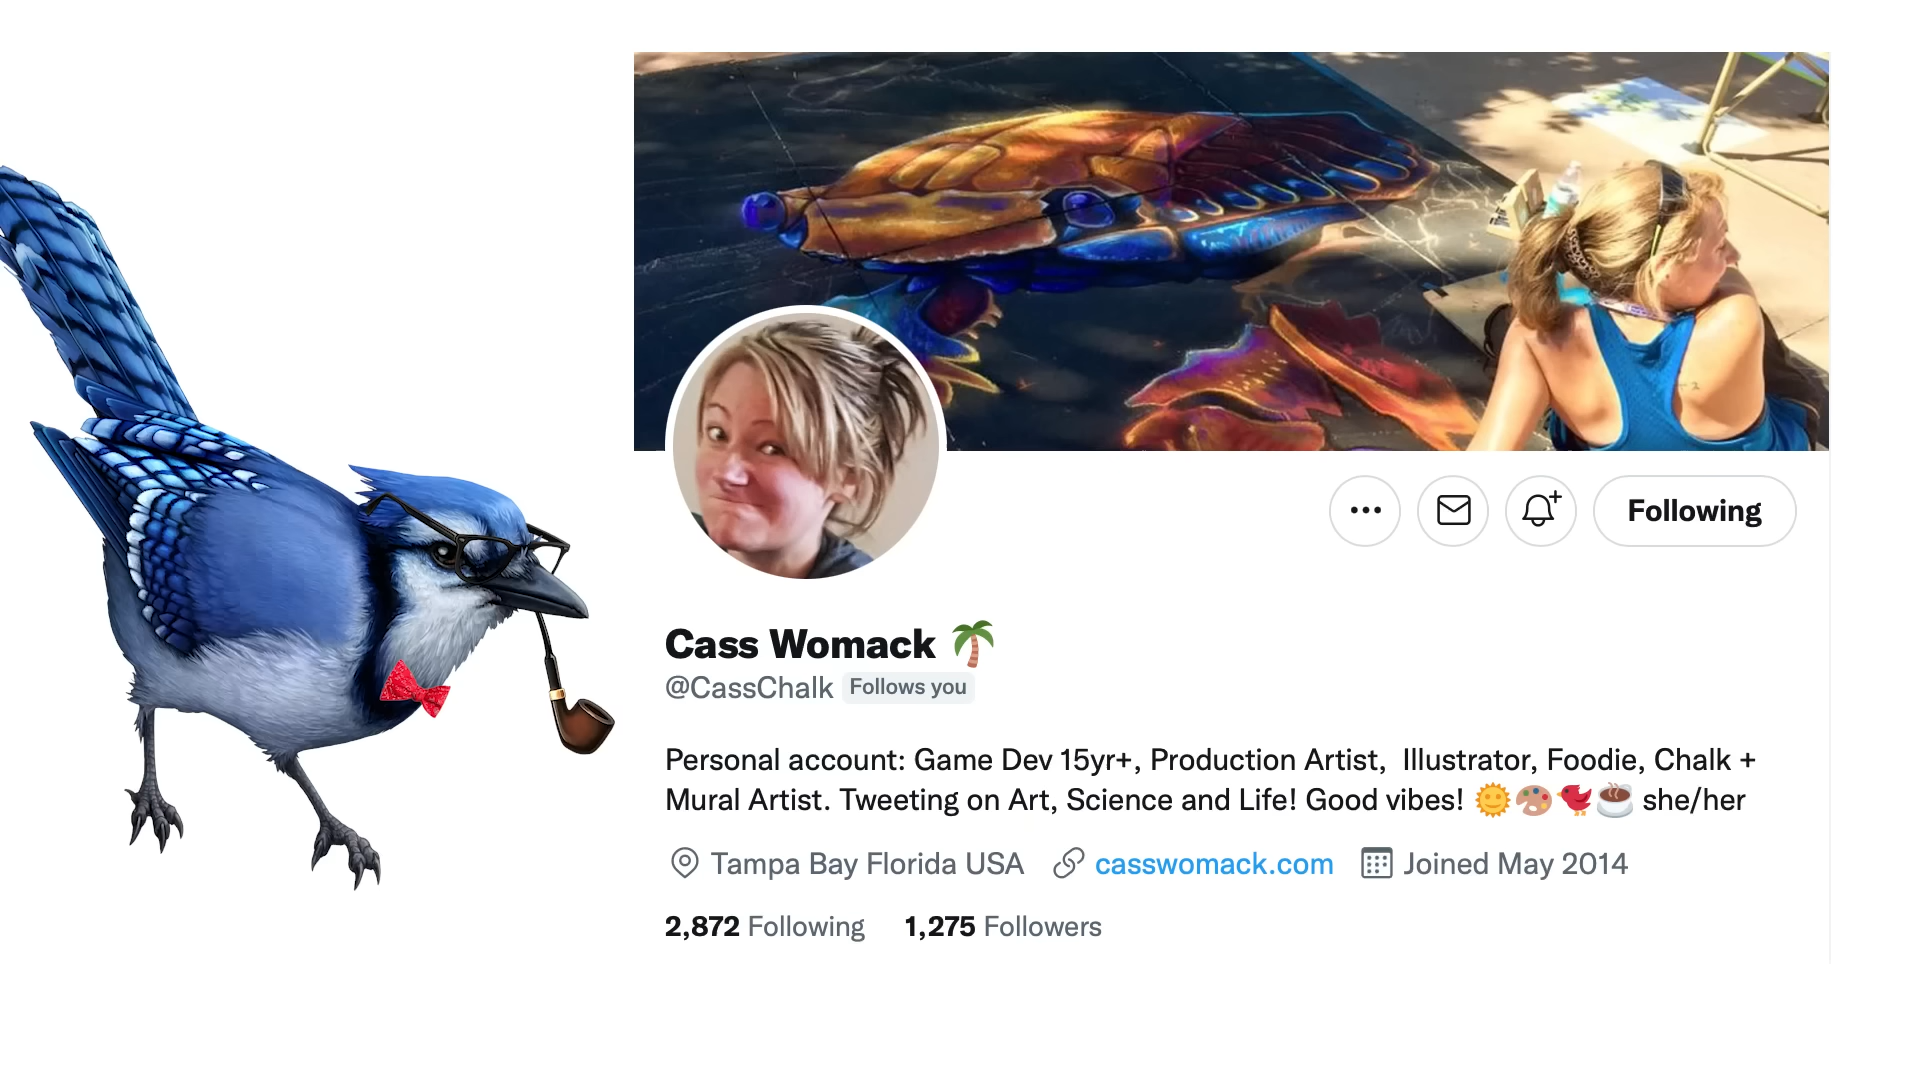 Following
Cass Womack 🌴
@CassChalk Follows you
Personal account: Game Dev 15yr+, Production Artist,  Illustrator, Foodie, Chalk +
Mural Artist. Tweeting on Art, Science and Life! Good vibes! 🌞🎨🐦☕ she/her
Tampa Bay Florida USA casswomack.com Joined May 2014
2,872 Following 1,275 Followers